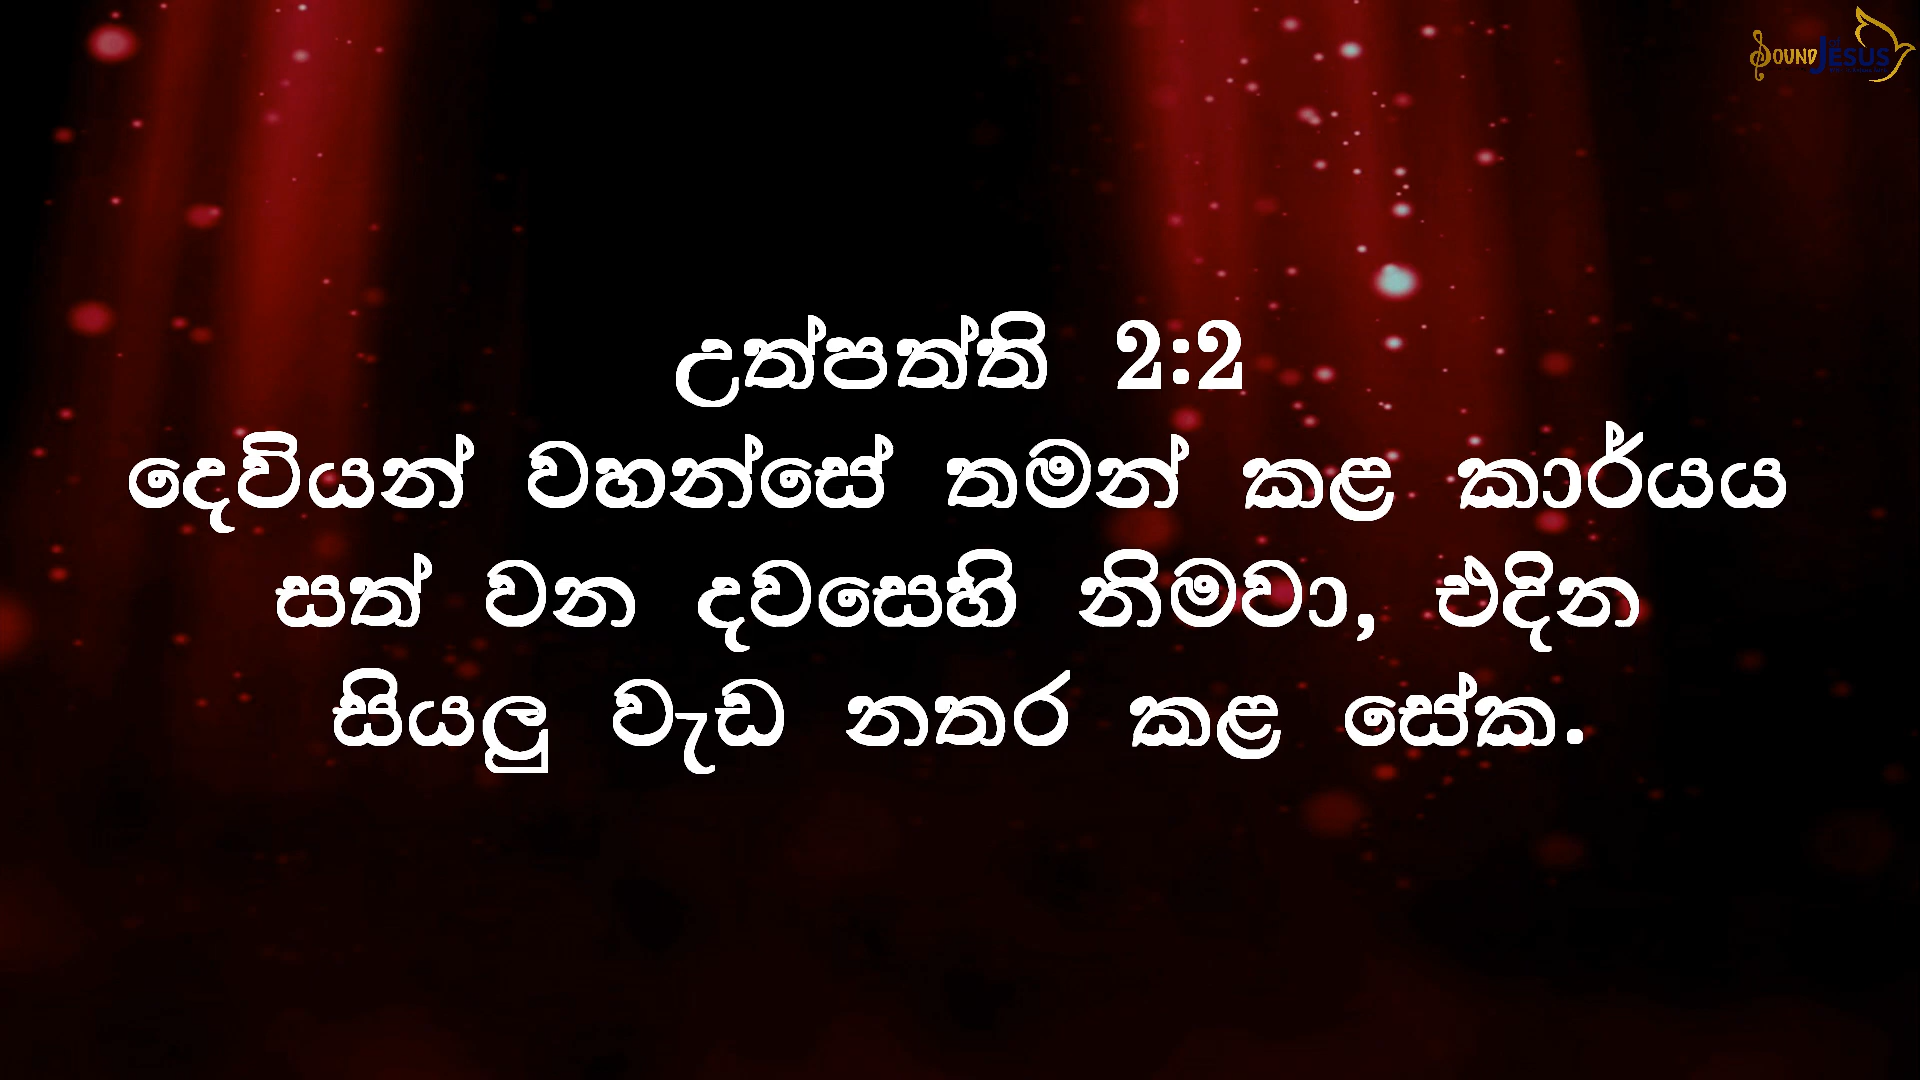 SOUND OF JESUS
උත්පත්ති 2:2
දෙවියන් වහන්සේ තමන් කළ කාර්යය
සත් වන දවසෙහි නිමවා, එදින
සියලු වැඩ නතර කළ සේක.